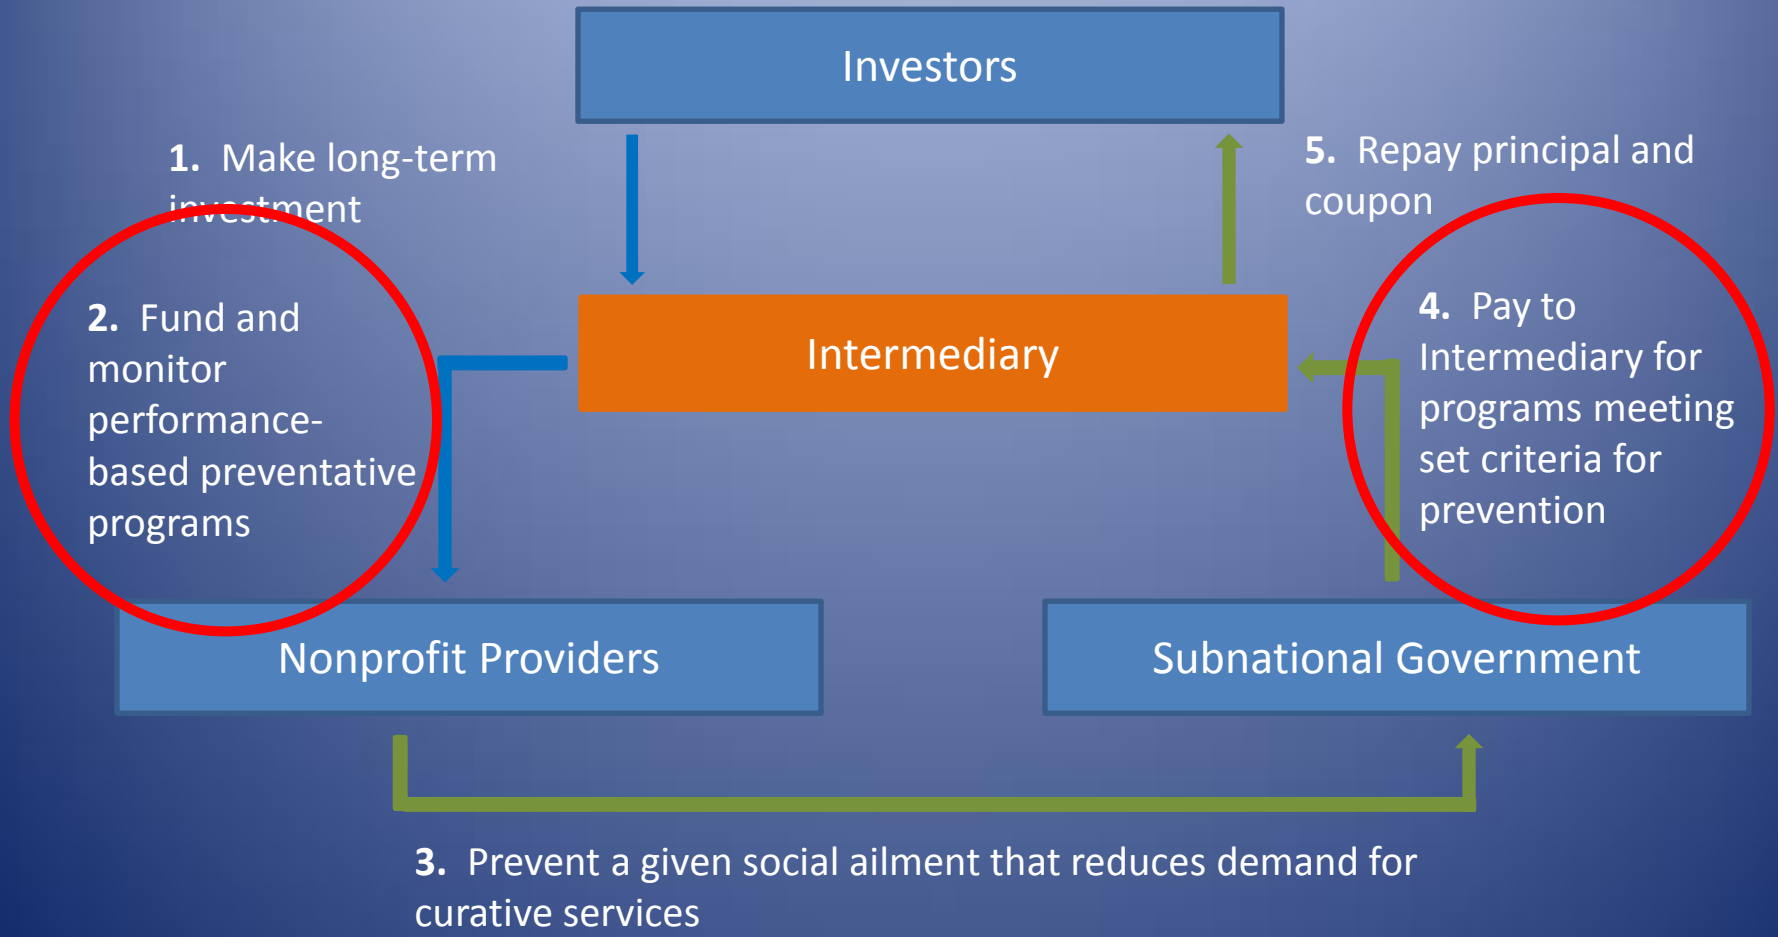 Investors
1. Make long-term
investment
5. Repay principal and
coupon
2. Fund and
monitor
performance-
based preventative
programs
Intermediary
4. Pay to
Intermediary for
programs meeting
set criteria for
prevention
Nonprofit Providers
Subnational Government
3. Prevent a given social ailment that reduces demand for
curative services